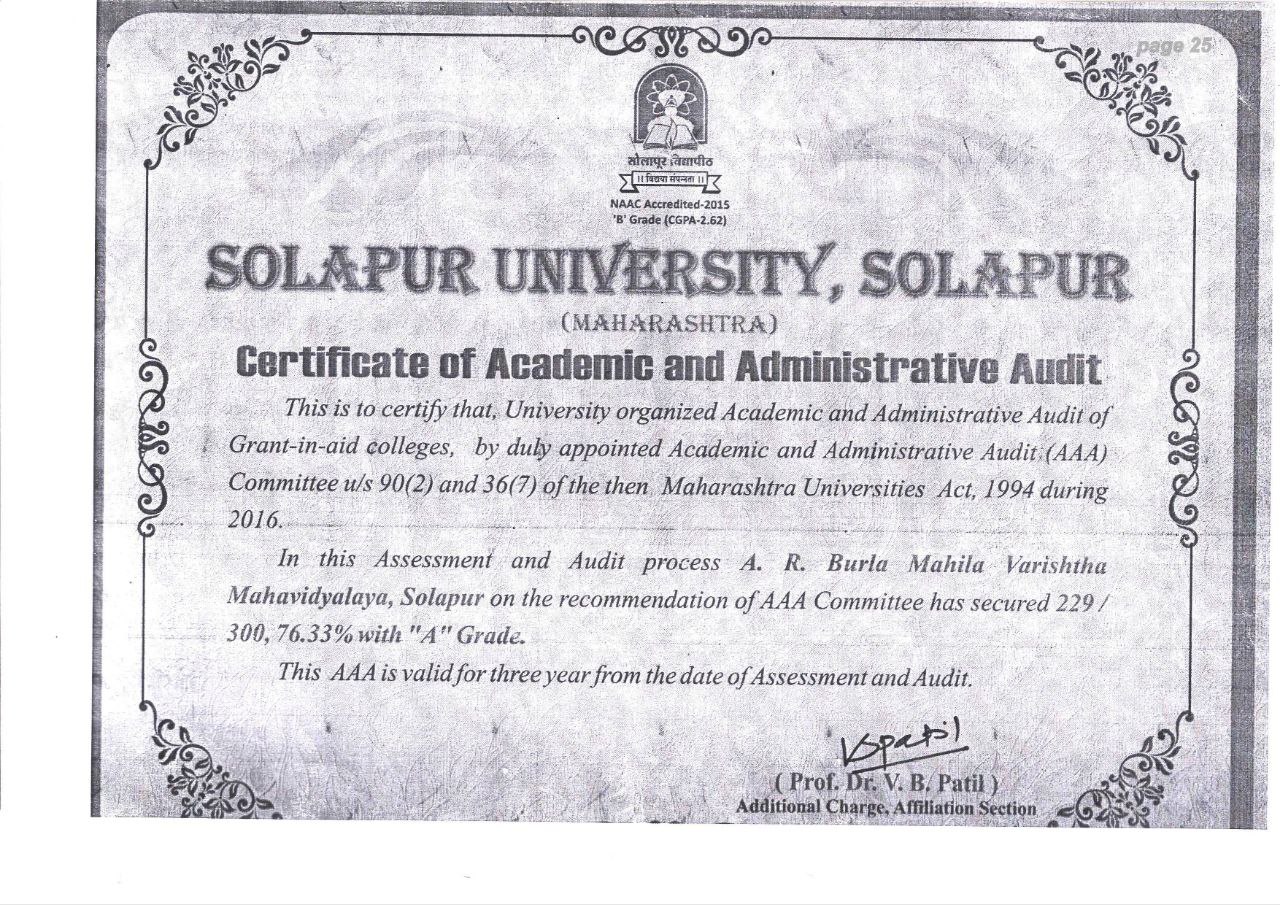 page 25
सोलापूर विद्यापीठ
।। विद्यया संपन्नता ।।
NAAC Accredited-2015
'B' Grade (CGPA-2.62)
SOLAPUR UNIVERSITY, SOLAPUR
(MAHARASHTRA)
Certificate of Academic and Administrative Audit
This is to certify that, University organized Academic and Administrative Audit of
Grant-in-aid colleges, by duly appointed Academic and Administrative Audit (AAA)
Committee u/s 90(2) and 36(7) of the then Maharashtra Universities Act, 1994 during
2016.
In this Assessment and Audit process A. R. Burla Mahila Varishtha
Mahavidyalaya, Solapur on the recommendation of AAA Committee has secured 229 /
300, 76.33% with "A" Grade.
This AAA is valid for three year from the date of Assessment and Audit.
Vspatil
( Prof. Dr. V. B. Patil )
Additional Charge, Affiliation Section